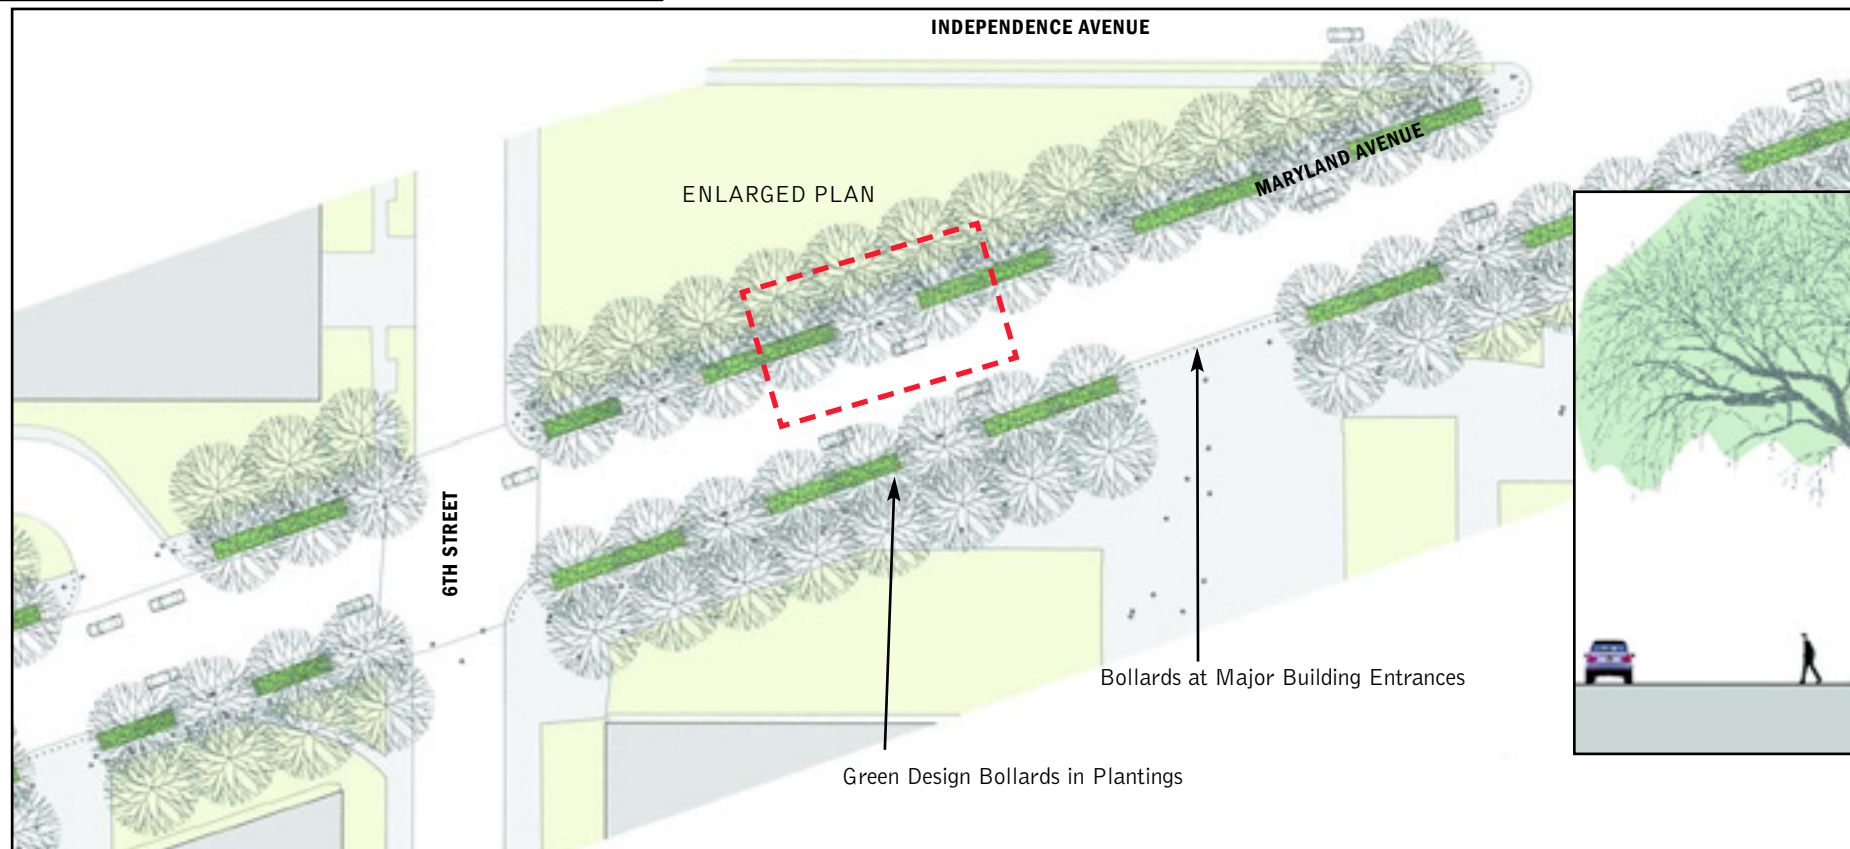 INDEPENDENCE AVENUE
ENLARGED PLAN
MARYLAND AVENUE
6TH STREET
Bollards at Major Building Entrances
Green Design Bollards in Plantings